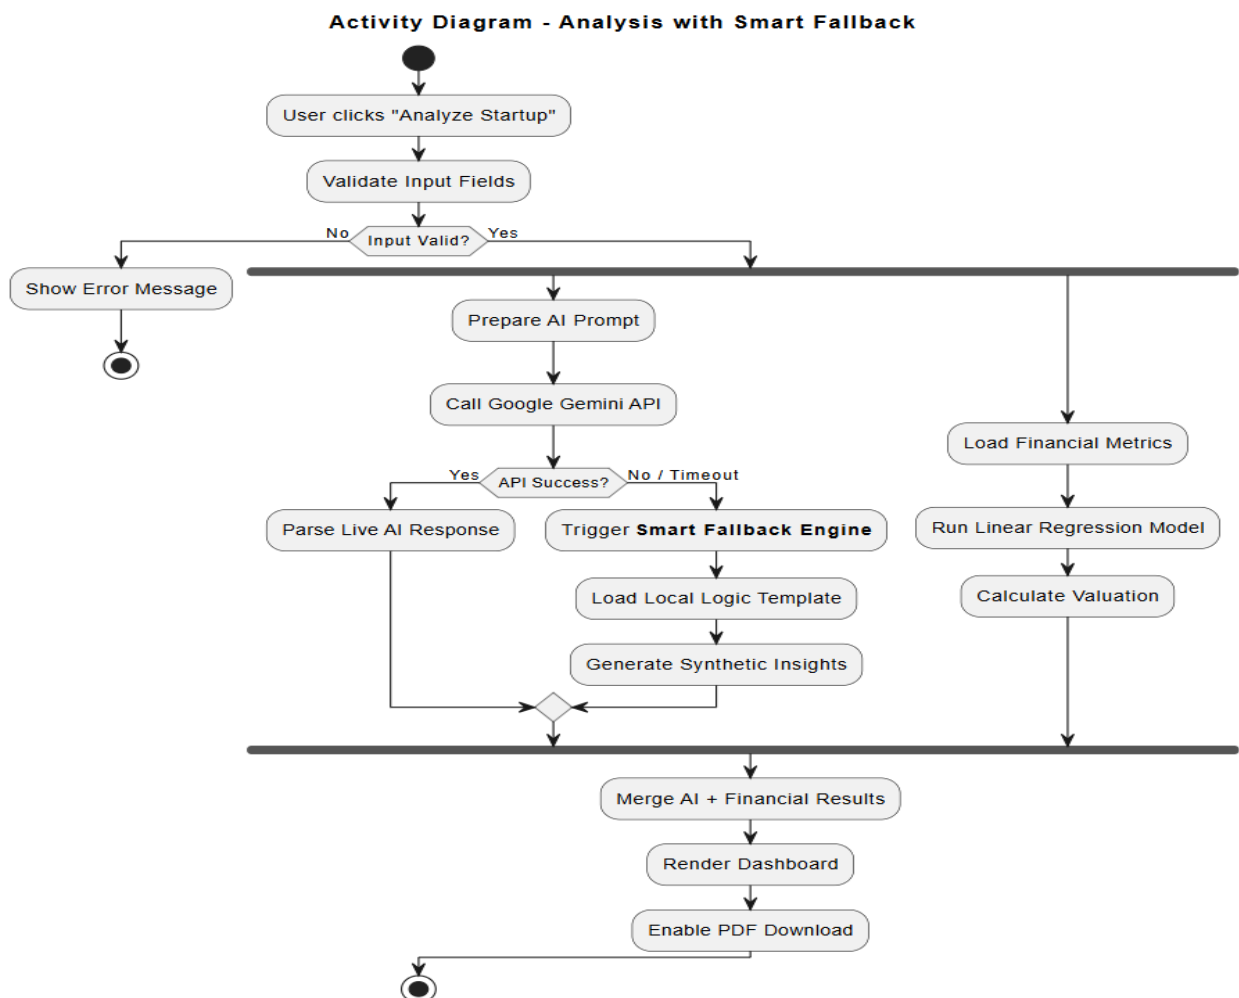 Activity Diagram - Analysis with Smart Fallback
User clicks "Analyze Startup"
Validate Input Fields
No
Input Valid?
Yes
Show Error Message
Prepare AI Prompt
Call Google Gemini API
Yes
API Success?
No / Timeout
Parse Live AI Response
Trigger Smart Fallback Engine
Load Local Logic Template
Generate Synthetic Insights
Load Financial Metrics
Run Linear Regression Model
Calculate Valuation
Merge AI + Financial Results
Render Dashboard
Enable PDF Download